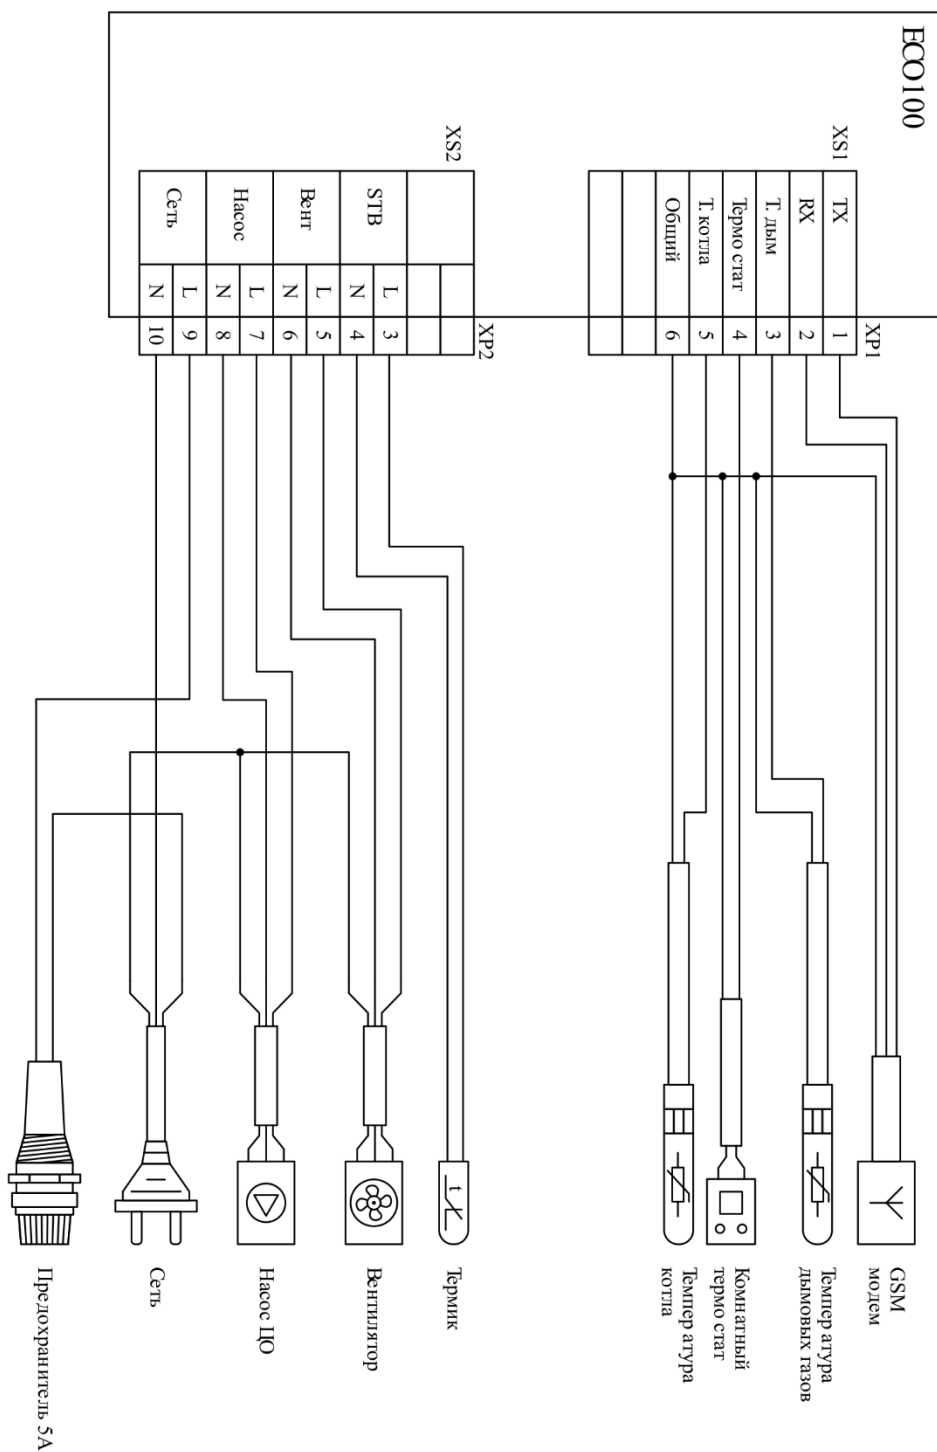 ECO100
XS1
XP1
TX 1
RX 2
Т. дым 3
Термо стат 4
Т. котла 5
Общий 6
GSM
модем
Темпер атура
дымовых газов
Комнатный
термо стат
Темпер атура
котла
XS2
XP2
STB
L 3
N 4
Вент
L 5
N 6
Насос
L 7
N 8
Сеть
L 9
N 10
t
Термик
Вентилятор
Насос ЦО
Сеть
Предохранитель 5А